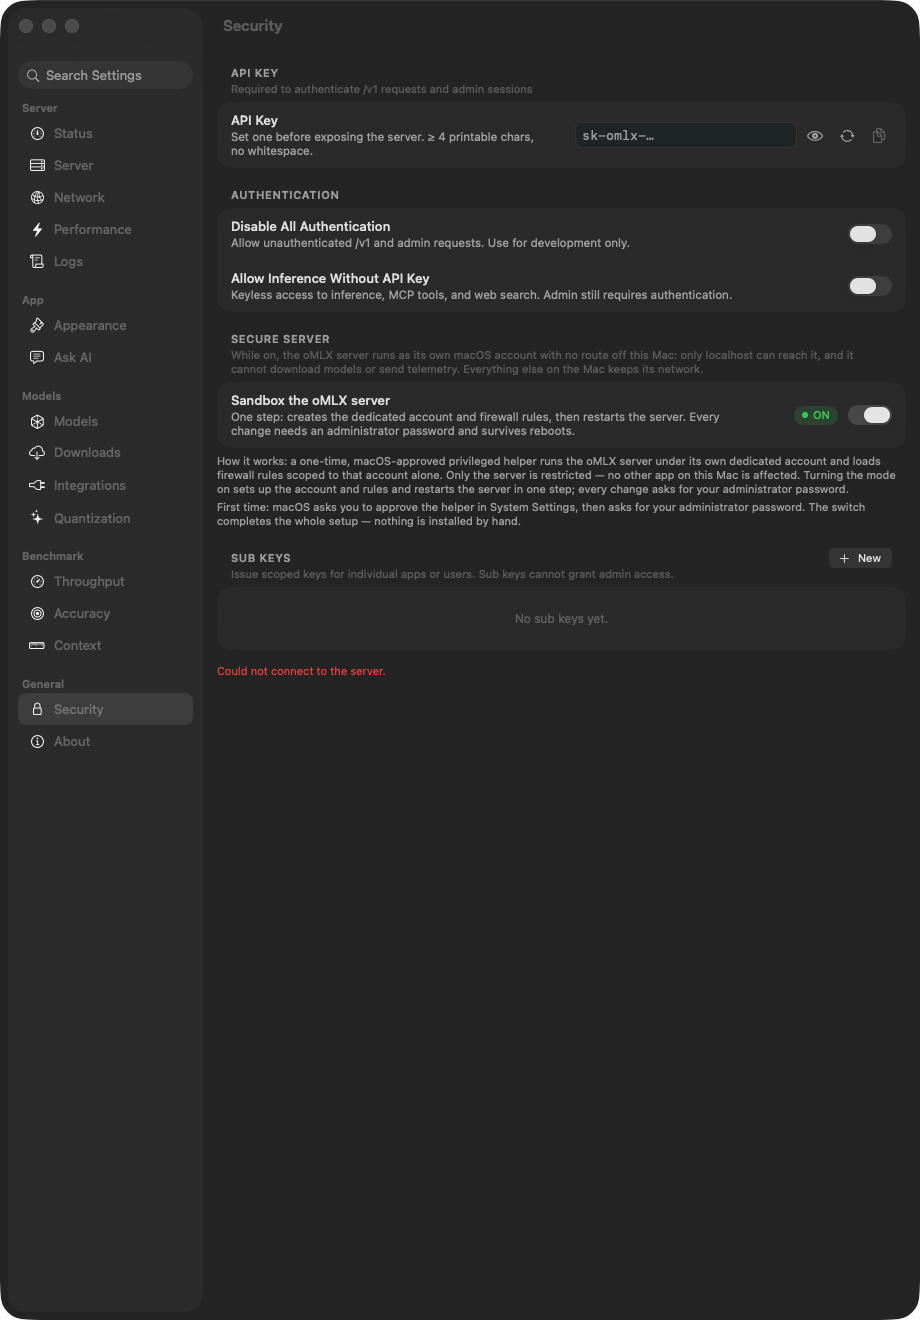 Security
Search Settings
Server
Status
Server
Network
Performance
Logs
App
Appearance
Ask AI
Models
Models
Downloads
Integrations
Quantization
Benchmark
Throughput
Accuracy
Context
General
Security
About
API KEY
Required to authenticate /v1 requests and admin sessions
API Key
Set one before exposing the server. ≥ 4 printable chars,
no whitespace.
sk-omlx-…
AUTHENTICATION
Disable All Authentication
Allow unauthenticated /v1 and admin requests. Use for development only.
Allow Inference Without API Key
Keyless access to inference, MCP tools, and web search. Admin still requires authentication.
SECURE SERVER
While on, the oMLX server runs as its own macOS account with no route off this Mac: only localhost can reach it, and it
cannot download models or send telemetry. Everything else on the Mac keeps its network.
Sandbox the oMLX server
One step: creates the dedicated account and firewall rules, then restarts the server. Every
change needs an administrator password and survives reboots.
ON
How it works: a one-time, macOS-approved privileged helper runs the oMLX server under its own dedicated account and loads
firewall rules scoped to that account alone. Only the server is restricted — no other app on this Mac is affected. Turning the mode
on sets up the account and rules and restarts the server in one step; every change asks for your administrator password.
First time: macOS asks you to approve the helper in System Settings, then asks for your administrator password. The switch
completes the whole setup — nothing is installed by hand.
SUB KEYS
Issue scoped keys for individual apps or users. Sub keys cannot grant admin access.
+ New
No sub keys yet.
Could not connect to the server.